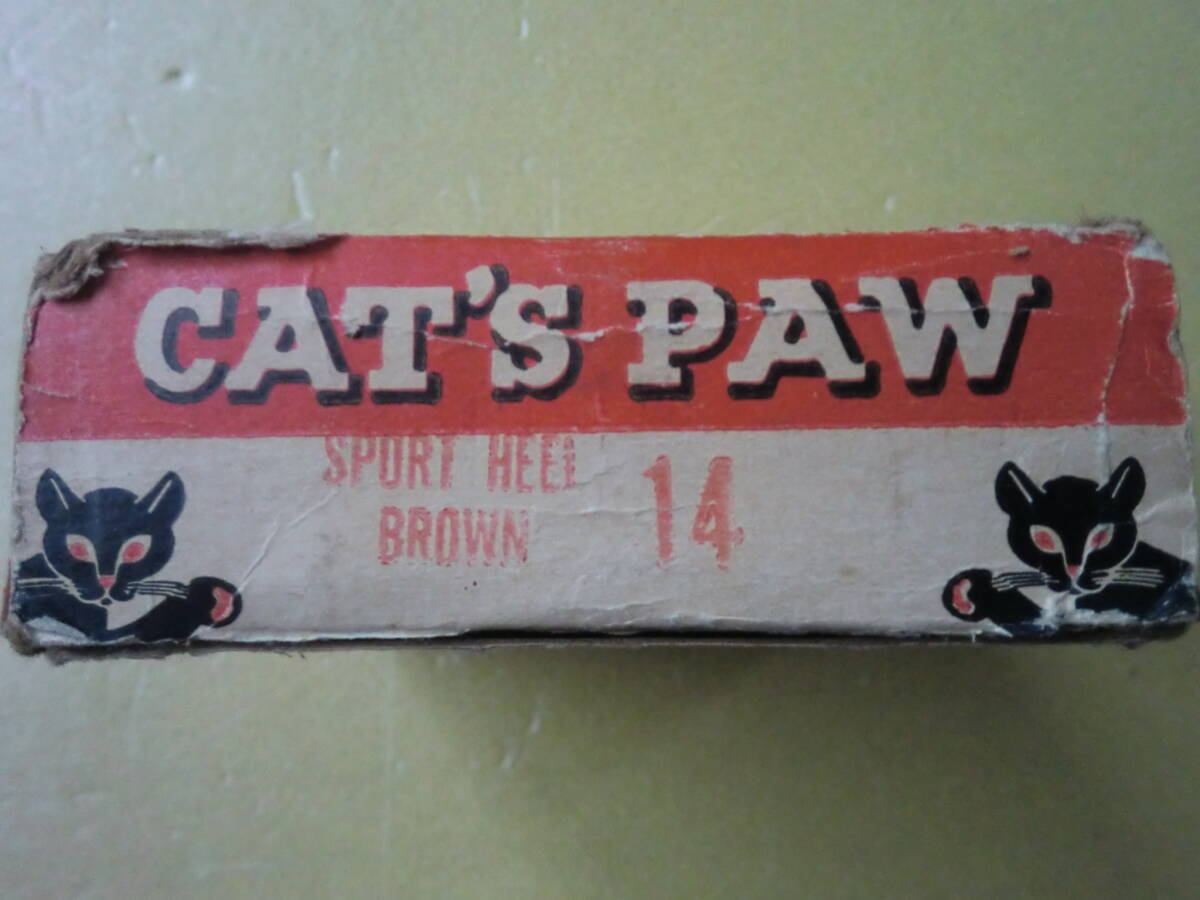 CAT'S PAW
SPORT HEEL 14
BROWN